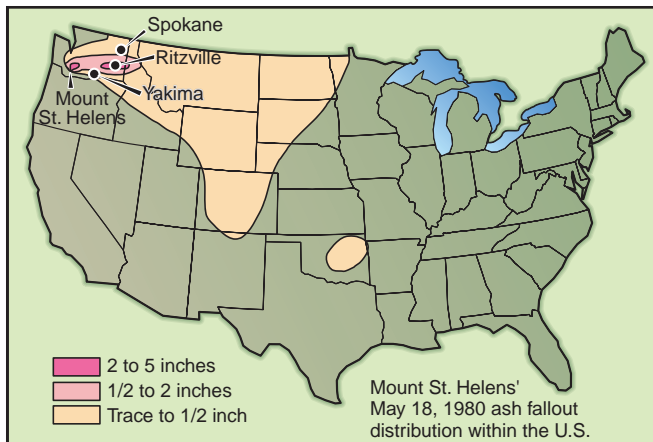 Spokane
Ritzville
Yakima
Mount
St. Helens
2 to 5 inches
1/2 to 2 inches
Trace to 1/2 inch
Mount St. Helens'
May 18, 1980 ash fallout
distribution within the U.S.